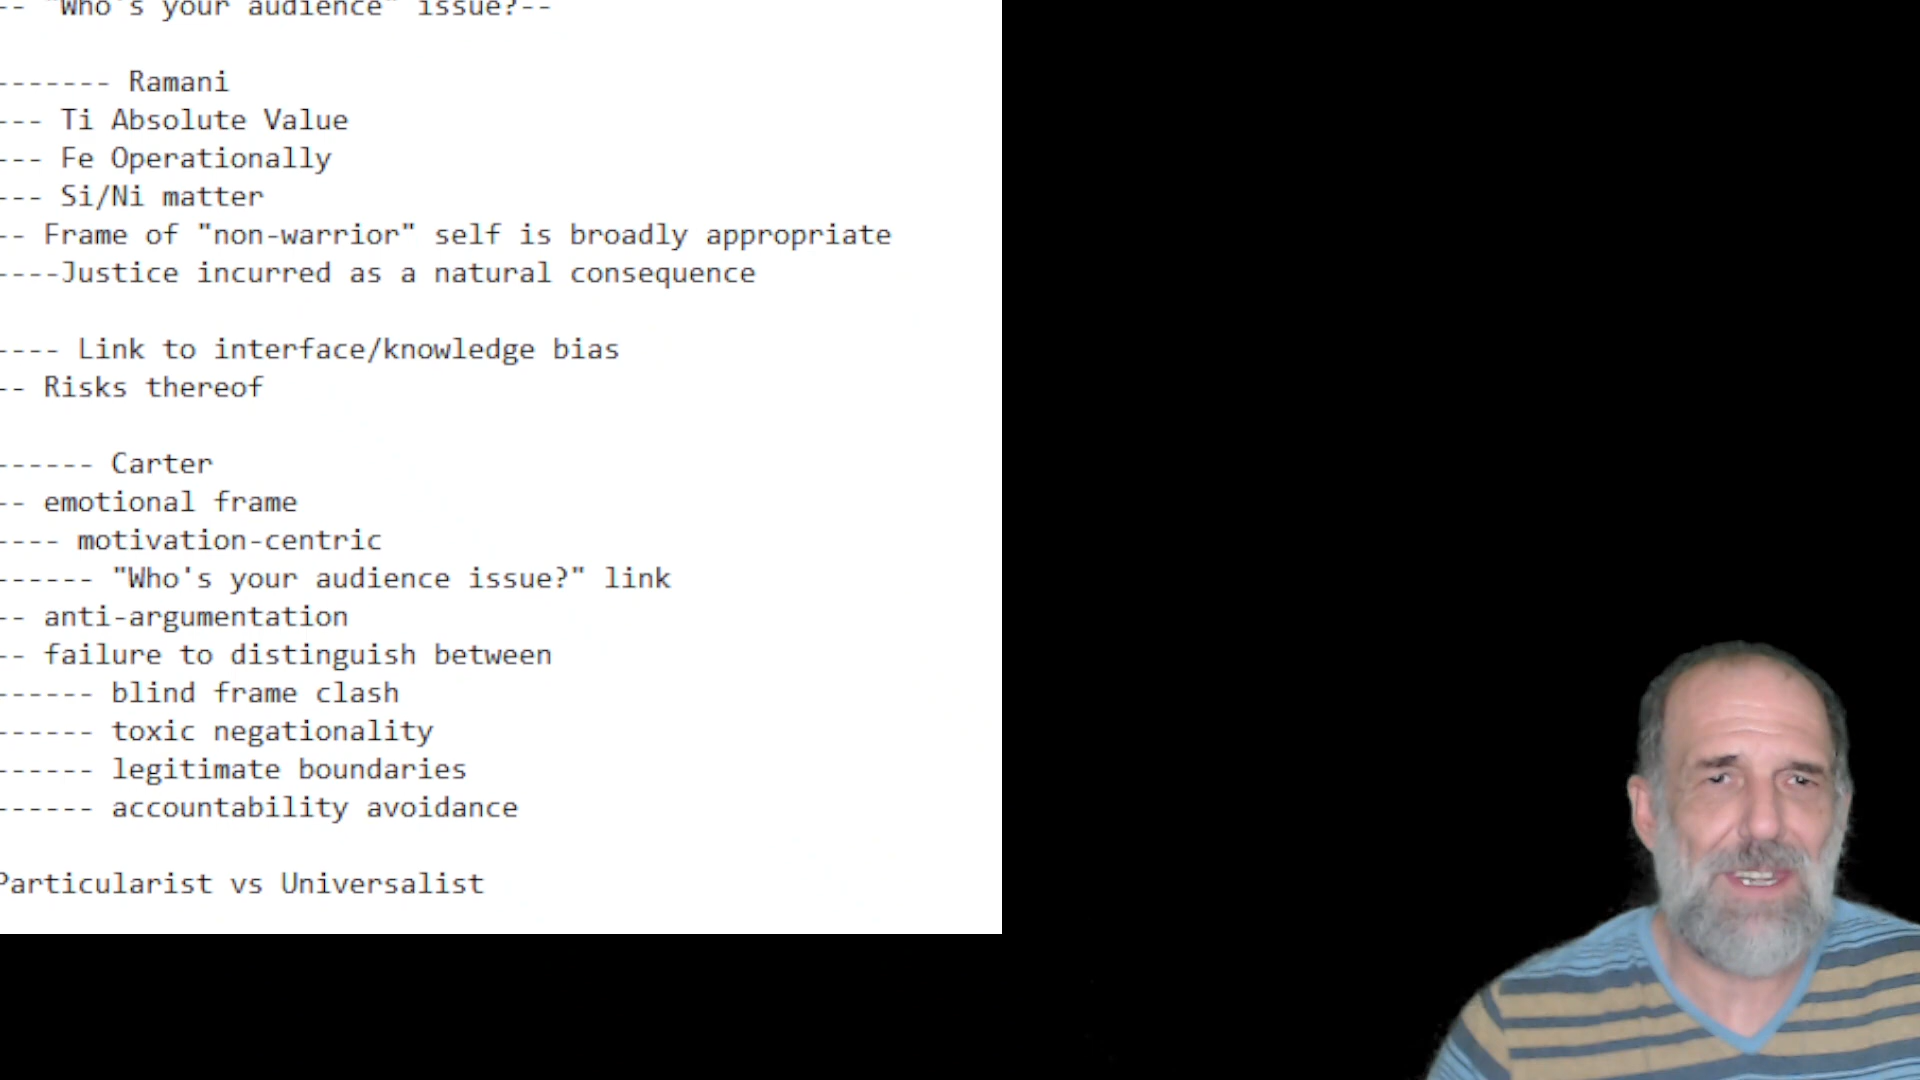 -- "Who's your audience" issue?--
------- Ramani
--- Ti Absolute Value
--- Fe Operationally
--- Si/Ni matter
-- Frame of "non-warrior" self is broadly appropriate
----Justice incurred as a natural consequence
---- Link to interface/knowledge bias
-- Risks thereof
------ Carter
-- emotional frame
---- motivation-centric
------ "Who's your audience issue?" link
-- anti-argumentation
-- failure to distinguish between
------ blind frame clash
------ toxic negationality
------ legitimate boundaries
------ accountability avoidance
Particularist vs Universalist